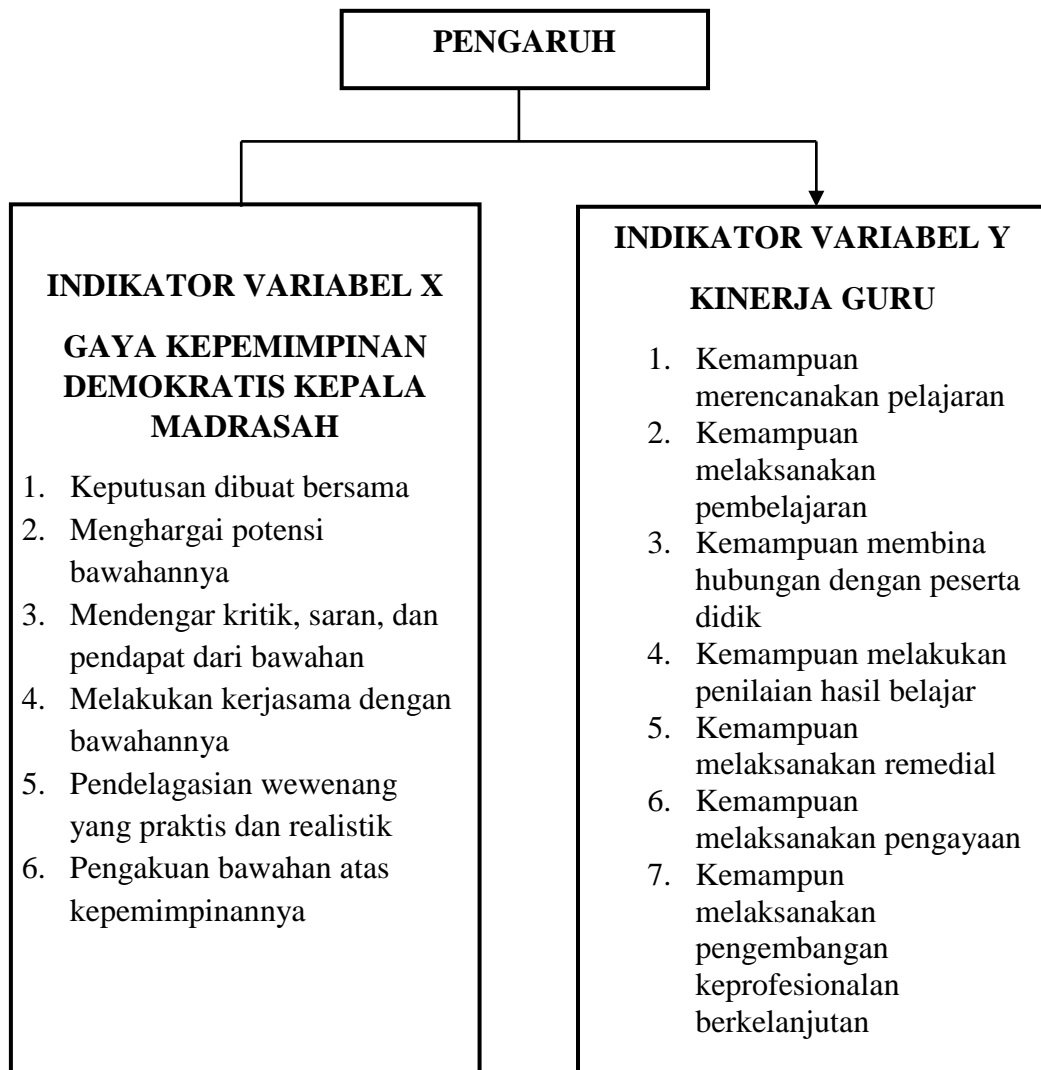 PENGARUH
INDIKATOR VARIABEL X
GAYA KEPEMIMPINAN
DEMOKRATIS KEPALA
MADRASAH
1. Keputusan dibuat bersama
2. Menghargai potensi
bawahannya
3. Mendengar kritik, saran, dan
pendapat dari bawahan
4. Melakukan kerjasama dengan
bawahannya
5. Pendelagasian wewenang
yang praktis dan realistik
6. Pengakuan bawahan atas
kepemimpinannya
INDIKATOR VARIABEL Y
KINERJA GURU
1. Kemampuan
merencanakan pelajaran
2. Kemampuan
melaksanakan
pembelajaran
3. Kemampuan membina
hubungan dengan peserta
didik
4. Kemampuan melakukan
penilaian hasil belajar
5. Kemampuan
melaksanakan remedial
6. Kemampuan
melaksanakan pengayaan
7. Kemampun
melaksanakan
pengembangan
keprofesionalan
berkelanjutan